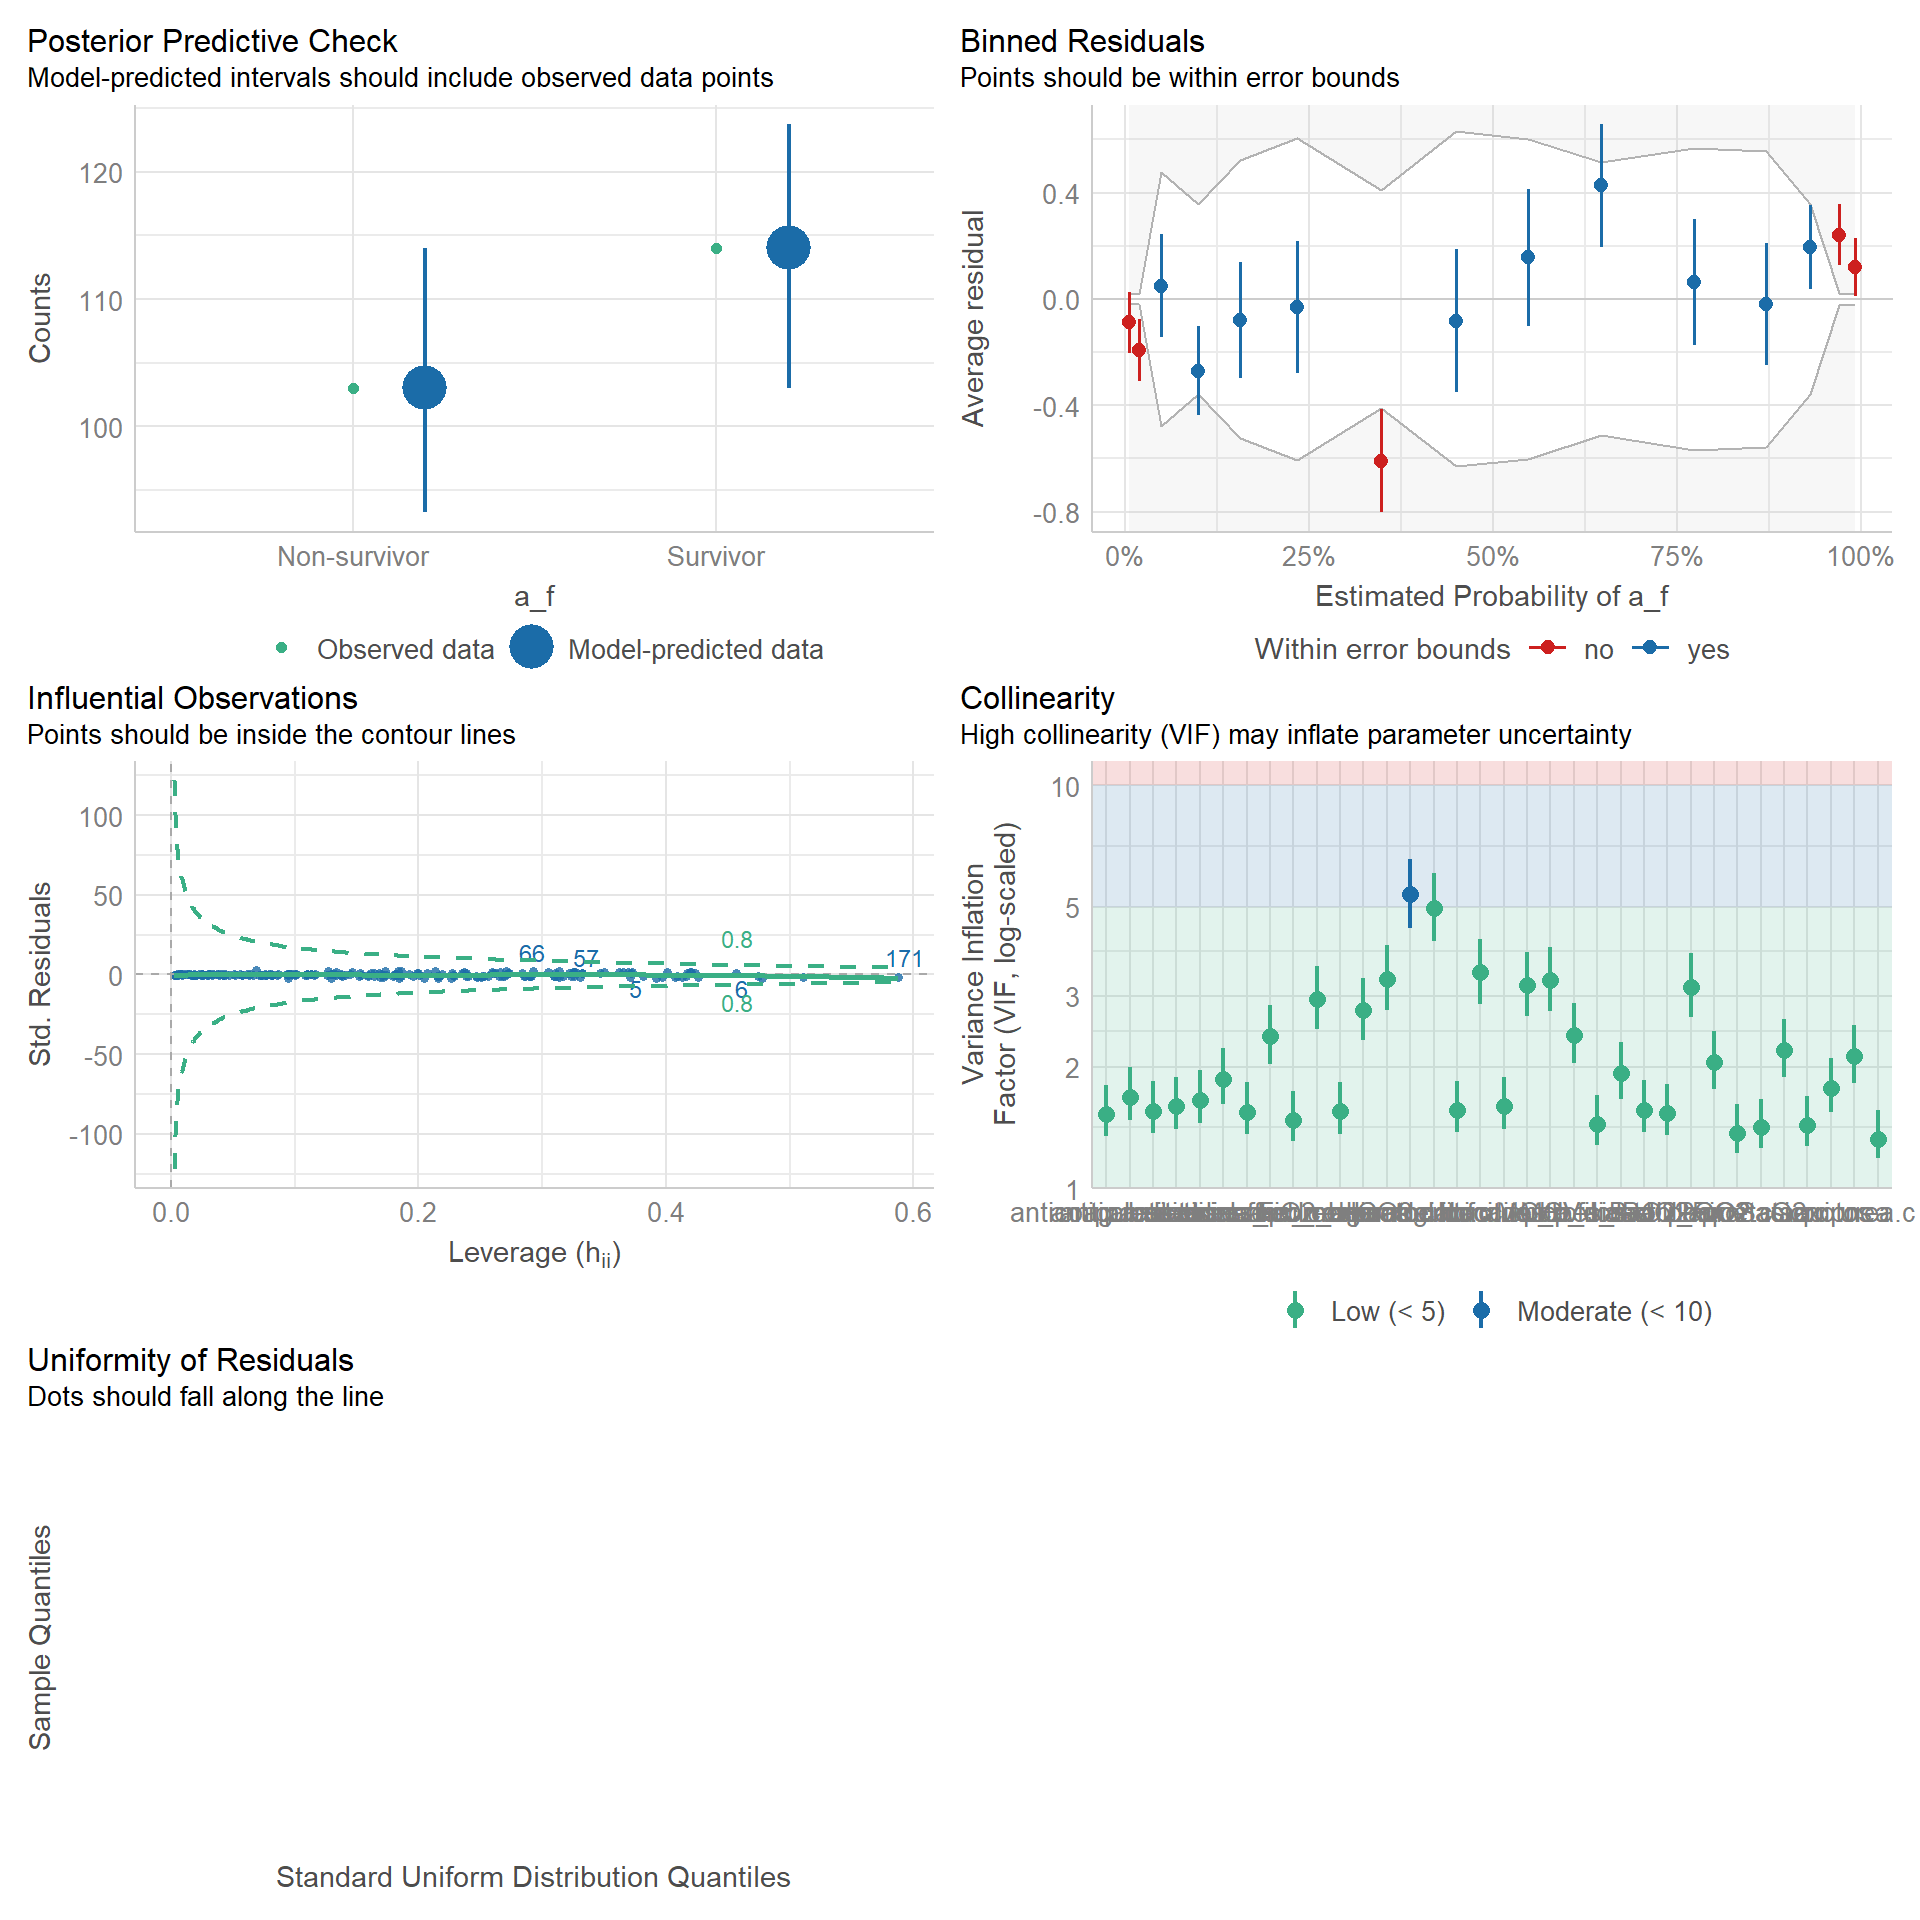 Posterior Predictive Check
Model-predicted intervals should include observed data points
120
110
100
Counts
Non-survivor
Survivor
a_f
Observed data
Model-predicted data
Binned Residuals
Points should be within error bounds
0.4
0.0
-0.4
-0.8
Average residual
0%
25%
50%
75%
100%
Estimated Probability of a_f
Within error bounds
no
yes
Influential Observations
Points should be inside the contour lines
100
50
0
-50
-100
Std. Residuals
66
57
0.8
171
5
6
0.8
0.0
0.2
0.4
0.6
Leverage (hii)
Collinearity
High collinearity (VIF) may inflate parameter uncertainty
10
5
3
2
1
Variance Inflation
Factor (VIF, log-scaled)
Low (< 5)
Moderate (< 10)
Uniformity of Residuals
Dots should fall along the line
Sample Quantiles
Standard Uniform Distribution Quantiles